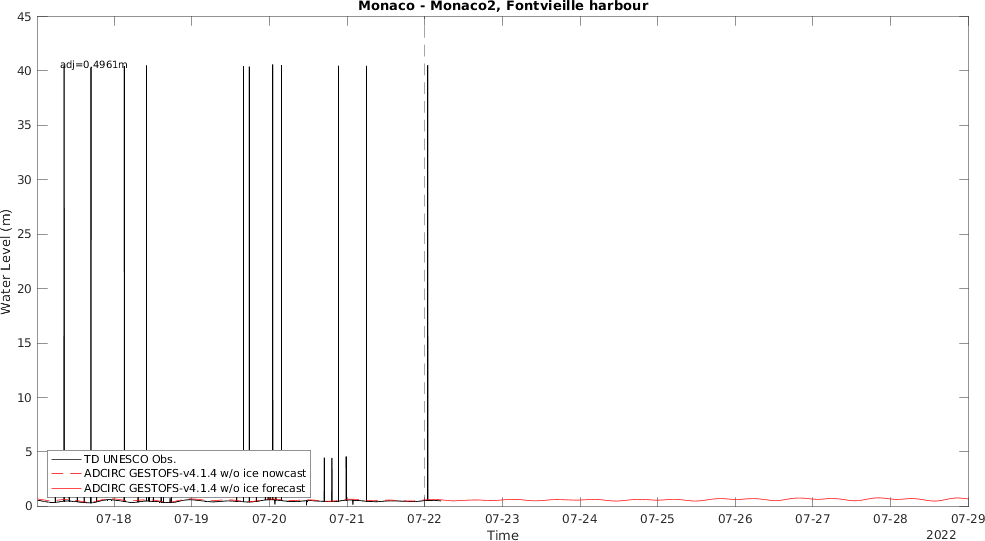 Monaco - Monaco2, Fontvieille harbour
45
40
35
30
25
20
15
10
5
0
Water Level (m)
adj=0.4961m
TD UNESCO Obs.
ADCIRC GESTOFS-v4.1.4 w/o ice nowcast
ADCIRC GESTOFS-v4.1.4 w/o ice forecast
07-18 07-19 07-20 07-21 07-22 07-23 07-24 07-25 07-26 07-27 07-28 07-29
Time
2022